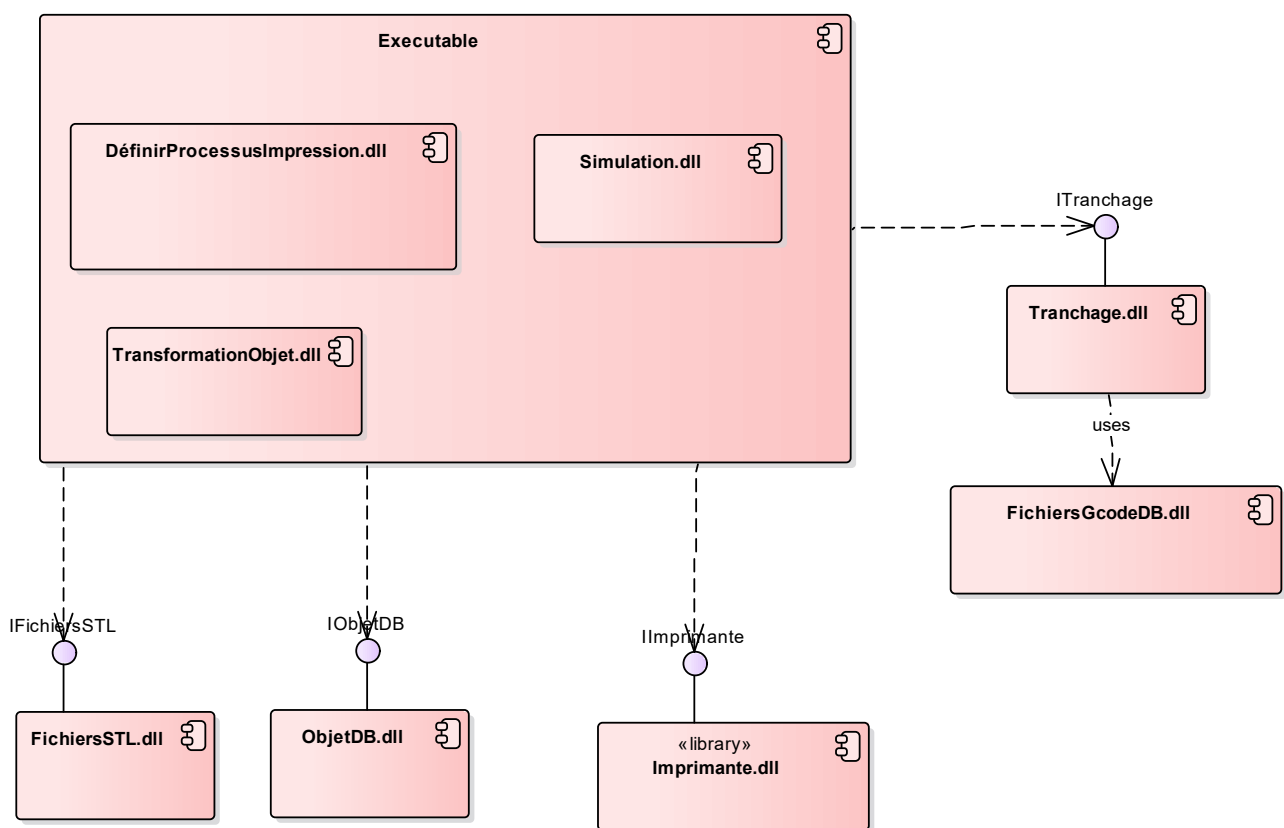 Executable
DéfinirProcessusImpression.dll
Simulation.dll
ITranchage
Tranchage.dll
TransformationObjet.dll
uses
FichiersGcodeDB.dll
IFichiersSTL
IObjetDB
IImprimante
FichiersSTL.dll
ObjetDB.dll
«library»
Imprimante.dll